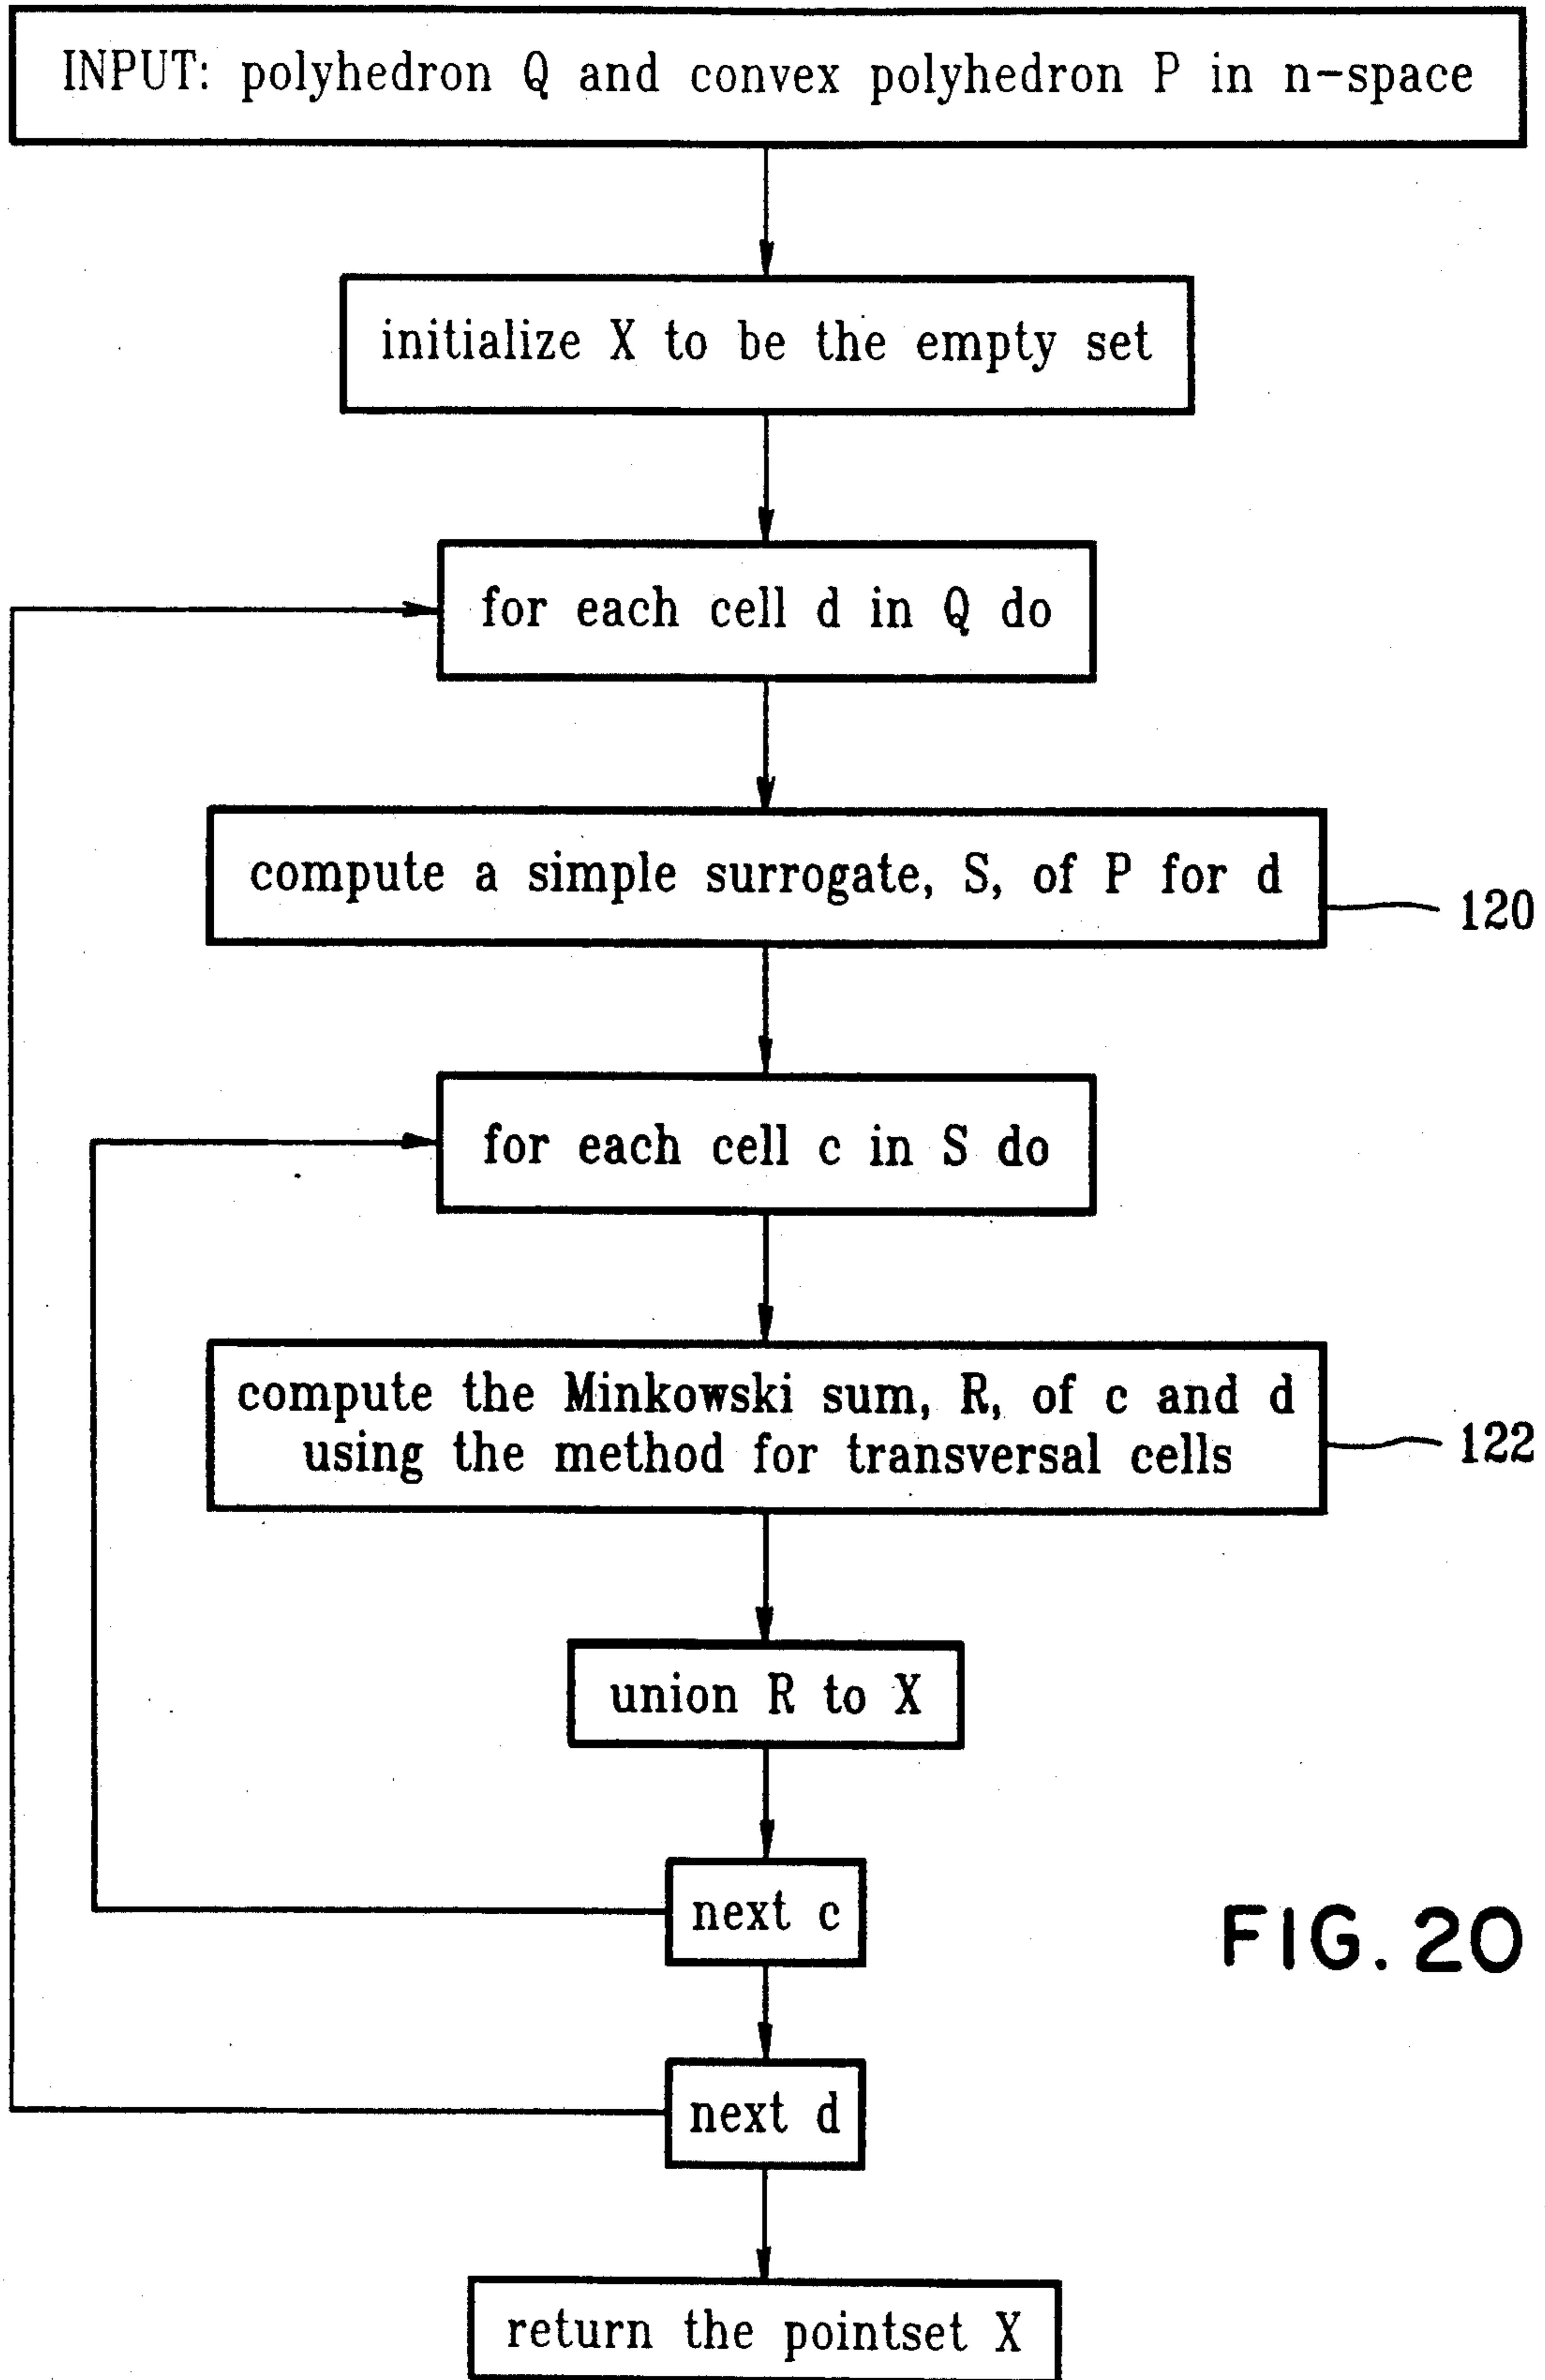 INPUT: polyhedron Q and convex polyhedron P in n-space
initialize X to be the empty set
for each cell d in Q do
compute a simple surrogate, S, of P for d
120
for each cell c in S do
compute the Minkowski sum, R, of c and d
using the method for transversal cells
122
union R to X
next c
FIG. 20
next d
return the pointset X